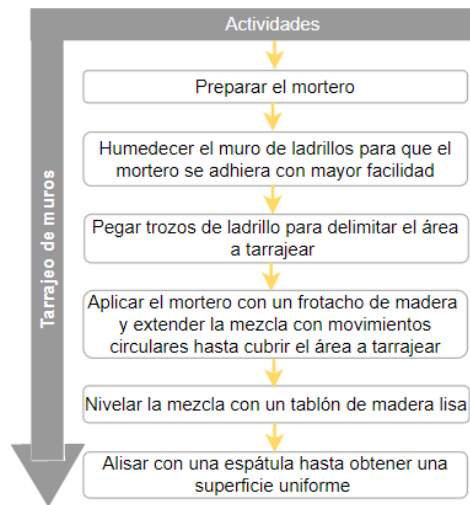 Actividades
Tarrajeo de muros
Preparar el mortero
Humedecer el muro de ladrillos para que el
mortero se adhiera con mayor facilidad
Pegar trozos de ladrillo para delimitar el área
a tarrajear
Aplicar el mortero con un frotacho de madera
y extender la mezcla con movimientos
circulares hasta cubrir el área a tarrajear
Nivelar la mezcla con un tablón de madera lisa
Alisar con una espátula hasta obtener una
superficie uniforme